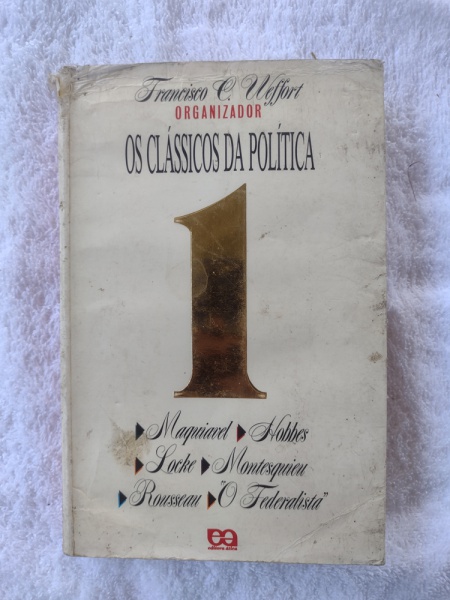 Francisco C. Weffort
ORGANIZADOR
OS CLÁSSICOS DA POLÍTICA
1
Maquiavel Hobbes
Locke Montesquieu
Rousseau "O Federalista"
editora ática